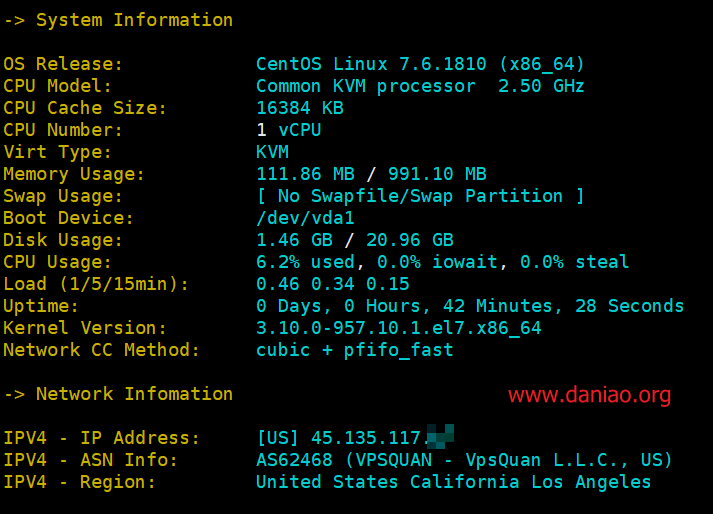 -> System Information
OS Release: CentOS Linux 7.6.1810 (x86_64)
CPU Model: Common KVM processor  2.50 GHz
CPU Cache Size: 16384 KB
CPU Number: 1 vCPU
Virt Type: KVM
Memory Usage: 111.86 MB / 991.10 MB
Swap Usage: [ No Swapfile/Swap Partition ]
Boot Device: /dev/vda1
Disk Usage: 1.46 GB / 20.96 GB
CPU Usage: 6.2% used, 0.0% iowait, 0.0% steal
Load (1/5/15min): 0.46 0.34 0.15
Uptime: 0 Days, 0 Hours, 42 Minutes, 28 Seconds
Kernel Version: 3.10.0-957.10.1.el7.x86_64
Network CC Method: cubic + pfifo_fast
-> Network Infomation
www.daniao.org
IPV4 - IP Address: [US] 45.135.117.
IPV4 - ASN Info: AS62468 (VPSQUAN - VpsQuan L.L.C., US)
IPV4 - Region: United States California Los Angeles